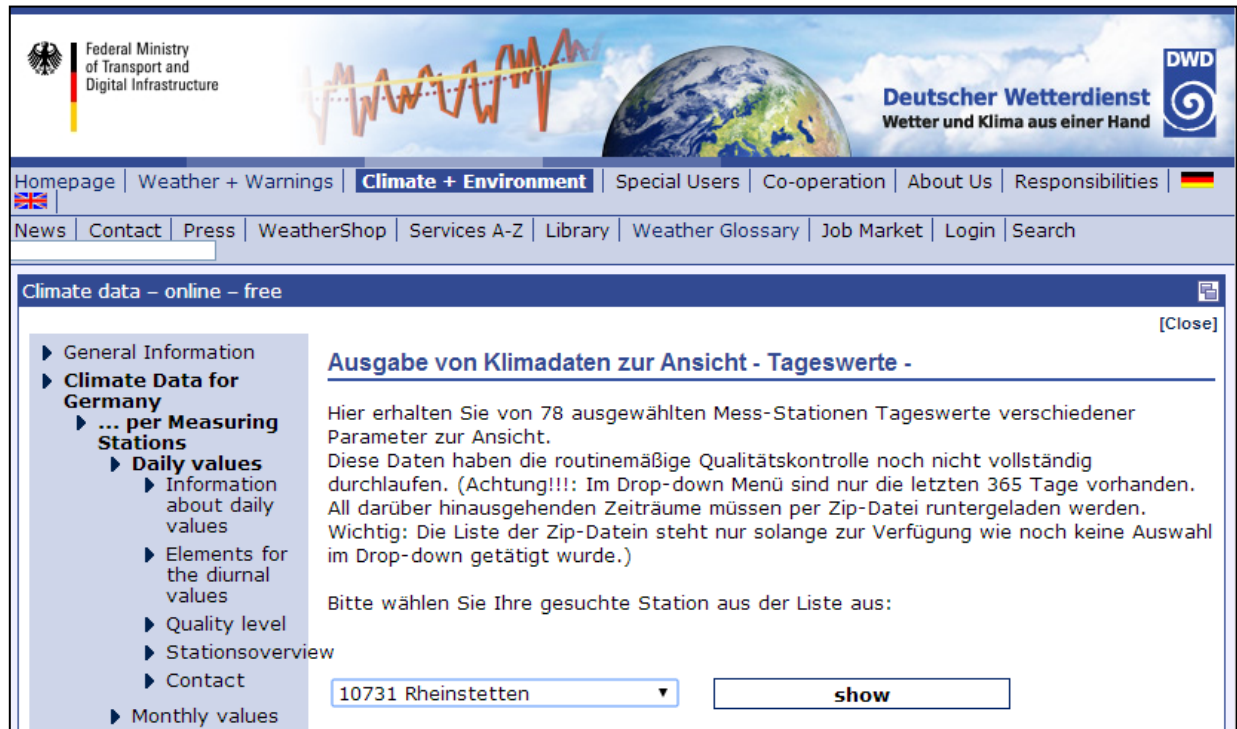 Federal Ministry
of Transport and
Digital Infrastructure
DWD
Deutscher Wetterdienst
Wetter und Klima aus einer Hand
Homepage | Weather + Warnings | Climate + Environment | Special Users | Co-operation | About Us | Responsibilities |
News | Contact | Press | WeatherShop | Services A-Z | Library | Weather Glossary | Job Market | Login | Search
Climate data – online – free
[Close]
General Information
Climate Data for
Germany
... per Measuring
Stations
Daily values
Information
about daily
values
Elements for
the diurnal
values
Quality level
Stationsoverview
Contact
Monthly values
Ausgabe von Klimadaten zur Ansicht - Tageswerte -
Hier erhalten Sie von 78 ausgewählten Mess-Stationen Tageswerte verschiedener
Parameter zur Ansicht.
Diese Daten haben die routinemäßige Qualitätskontrolle noch nicht vollständig
durchlaufen. (Achtung!!!: Im Drop-down Menü sind nur die letzten 365 Tage vorhanden.
All darüber hinausgehenden Zeiträume müssen per Zip-Datei runtergeladen werden.
Wichtig: Die Liste der Zip-Datein steht nur solange zur Verfügung wie noch keine Auswahl
im Drop-down getätigt wurde.)
Bitte wählen Sie Ihre gesuchte Station aus der Liste aus:
10731 Rheinstetten
show